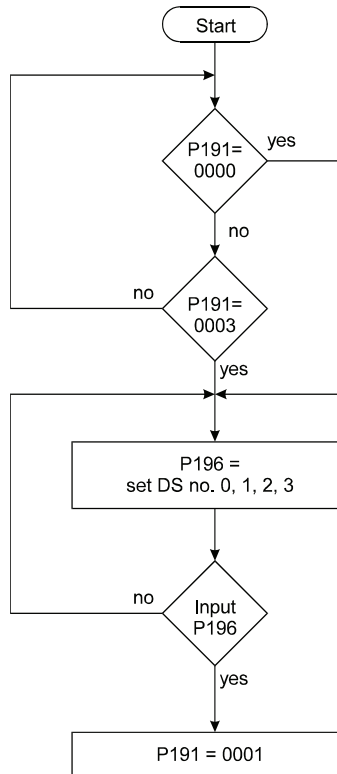 Start
P191=
0000
yes
no
no
P191=
0003
yes
P196 =
set DS no. 0, 1, 2, 3
no
Input
P196
yes
P191 = 0001